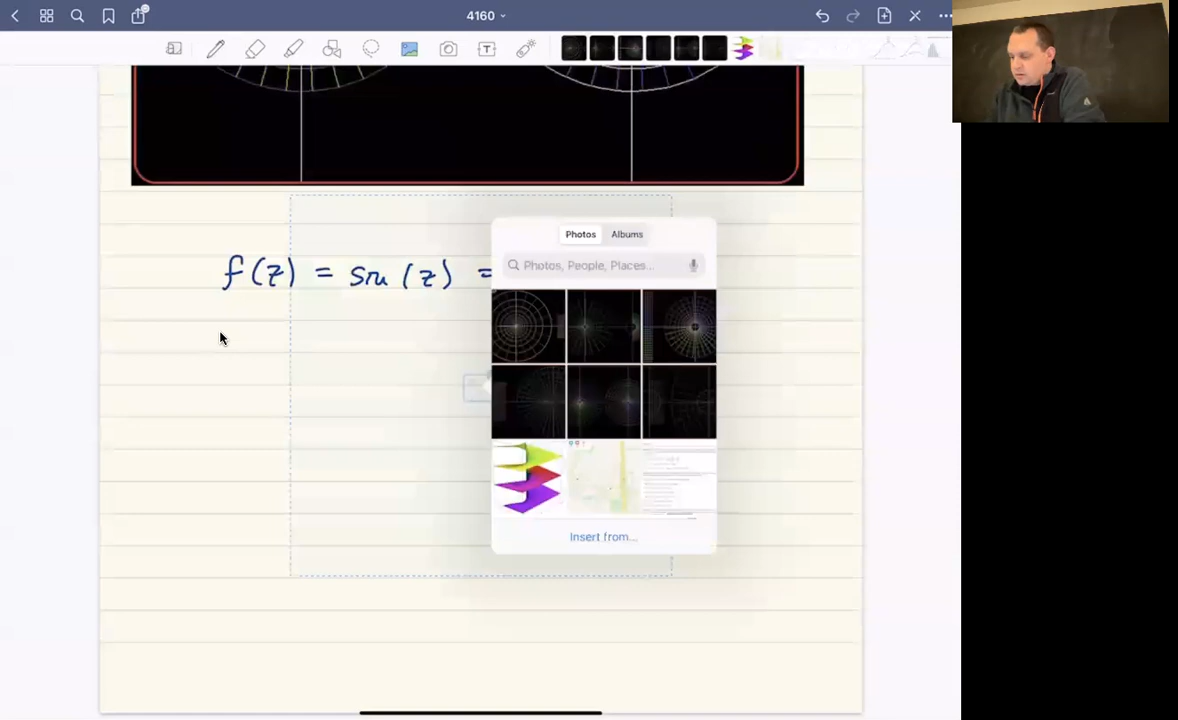 4160
Photos Albums
Photos, People, Places...
f(z) = sin(z) =
Insert from...